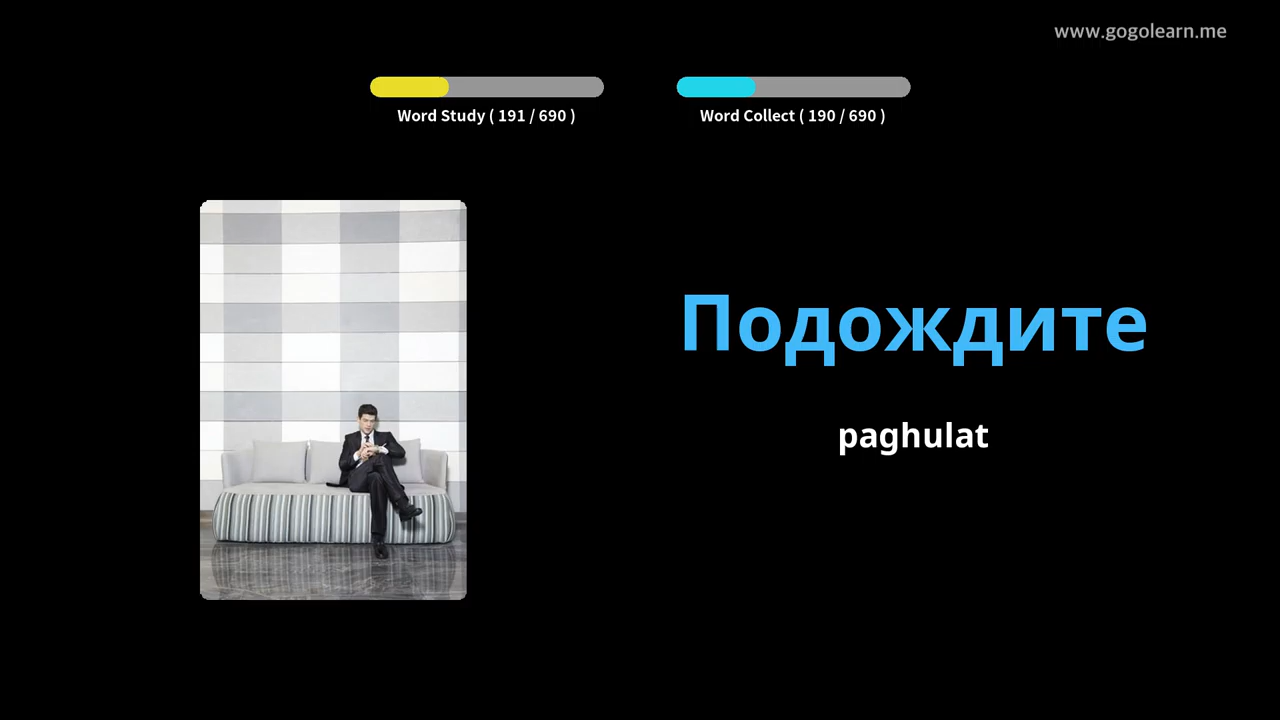 www.gogolearn.me
Word Study ( 191 / 690 )
Word Collect ( 190 / 690 )
Подождите
paghulat